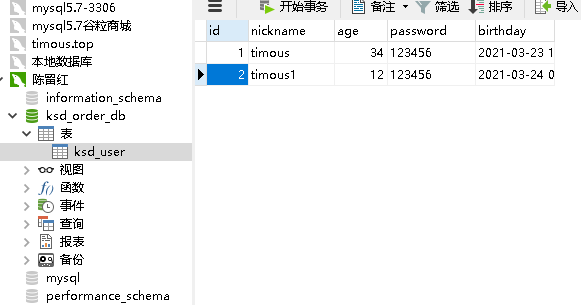 mysql5.7-3306
mysql5.7谷粒商城
timous.top
本地数据库
陈留红
information_schema
ksd_order_db
表
ksd_user
视图
f() 函数
事件
查询
报表
备份
mysql
performance_schema
开始事务 备注 筛选 排序 导入
id nickname age password birthday
1 timous 34 123456 2021-03-23 1
2 timous1 12 123456 2021-03-24 0